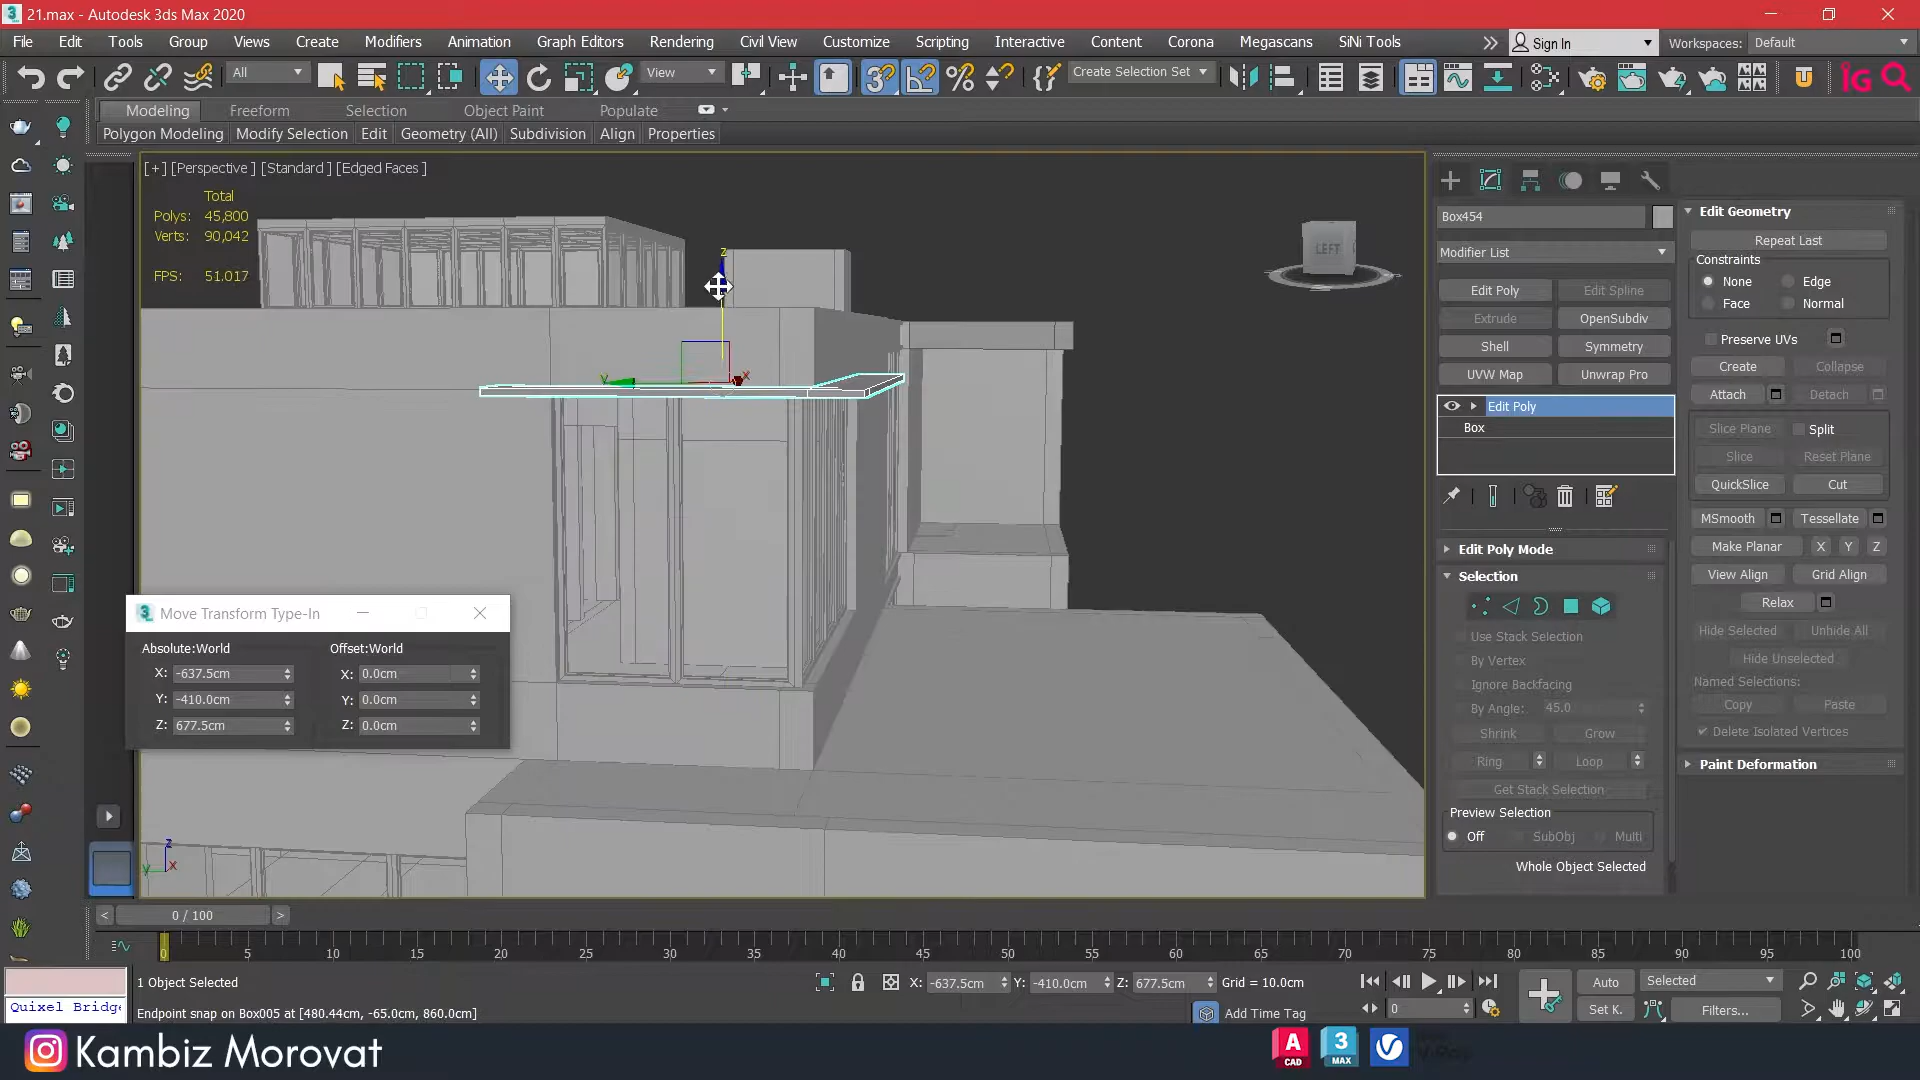 21.max - Autodesk 3ds Max 2020
File Edit Tools Group Views Create Modifiers Animation Graph Editors Rendering Civil View Customize Scripting Interactive Content Corona Megascans SiNi Tools
Sign In
Workspaces: Default
All
View
Create Selection Set
iG
Modeling Freeform Selection Object Paint Populate
Polygon Modeling Modify Selection Edit Geometry (All) Subdivision Align Properties
[+] [Perspective] [Standard] [Edged Faces]
Total
Polys: 45,800
Verts: 90,042
FPS: 51.017
z
y
x
LEFT
Move Transform Type-In
Absolute:World Offset:World
X: -637.5cm X: 0.0cm
Y: -410.0cm Y: 0.0cm
Z: 677.5cm Z: 0.0cm
z
y
x
Box454
Modifier List
Edit Poly Edit Spline
Extrude OpenSubdiv
Shell Symmetry
UVW Map Unwrap Pro
Edit Poly
Box
Edit Poly Mode
Selection
Use Stack Selection
By Vertex
Ignore Backfacing
By Angle: 45.0
Shrink Grow
Ring Loop
Get Stack Selection
Preview Selection
Off SubObj Multi
Whole Object Selected
Edit Geometry
Repeat Last
Constraints
None Edge
Face Normal
Preserve UVs
Create Collapse
Attach Detach
Slice Plane Split
Slice Reset Plane
QuickSlice Cut
MSmooth Tessellate
Make Planar X Y Z
View Align Grid Align
Relax
Hide Selected Unhide All
Hide Unselected
Named Selections:
Copy Paste
Delete Isolated Vertices
Paint Deformation
< 0 / 100 >
0 5 10 15 20 25 30 35 40 45 50 55 60 65 70 75 80 85 90 95 100
1 Object Selected
X: -637.5cm Y: -410.0cm Z: 677.5cm Grid = 10.0cm
Auto Selected
Quixel Bridge
Endpoint snap on Box005 at [480.44cm, -65.0cm, 860.0cm]
Add Time Tag
0
Set K. Filters...
Kambiz Morovat
A CAD
3 MAX